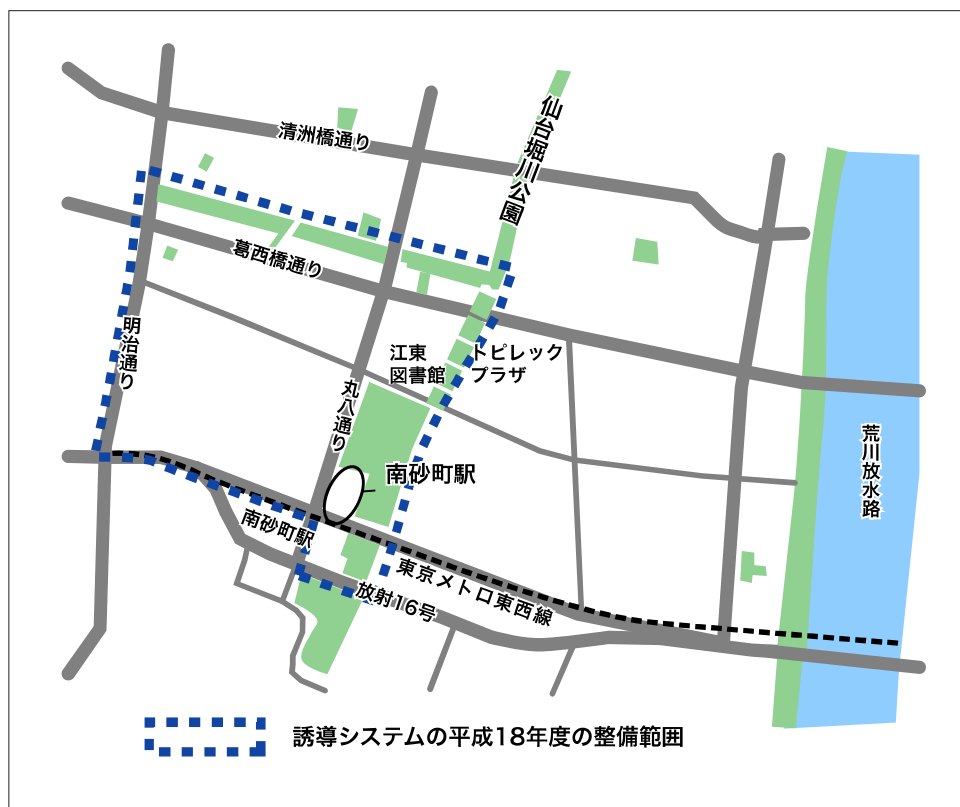 仙台堀川公園
清洲橋通り
葛西橋通り
明治通り
江東
図書館
トピレック
プラザ
丸八通り
荒川放水路
南砂町駅
南砂町駅
東京メトロ東西線
放射16号
誘導システムの平成18年度の整備範囲